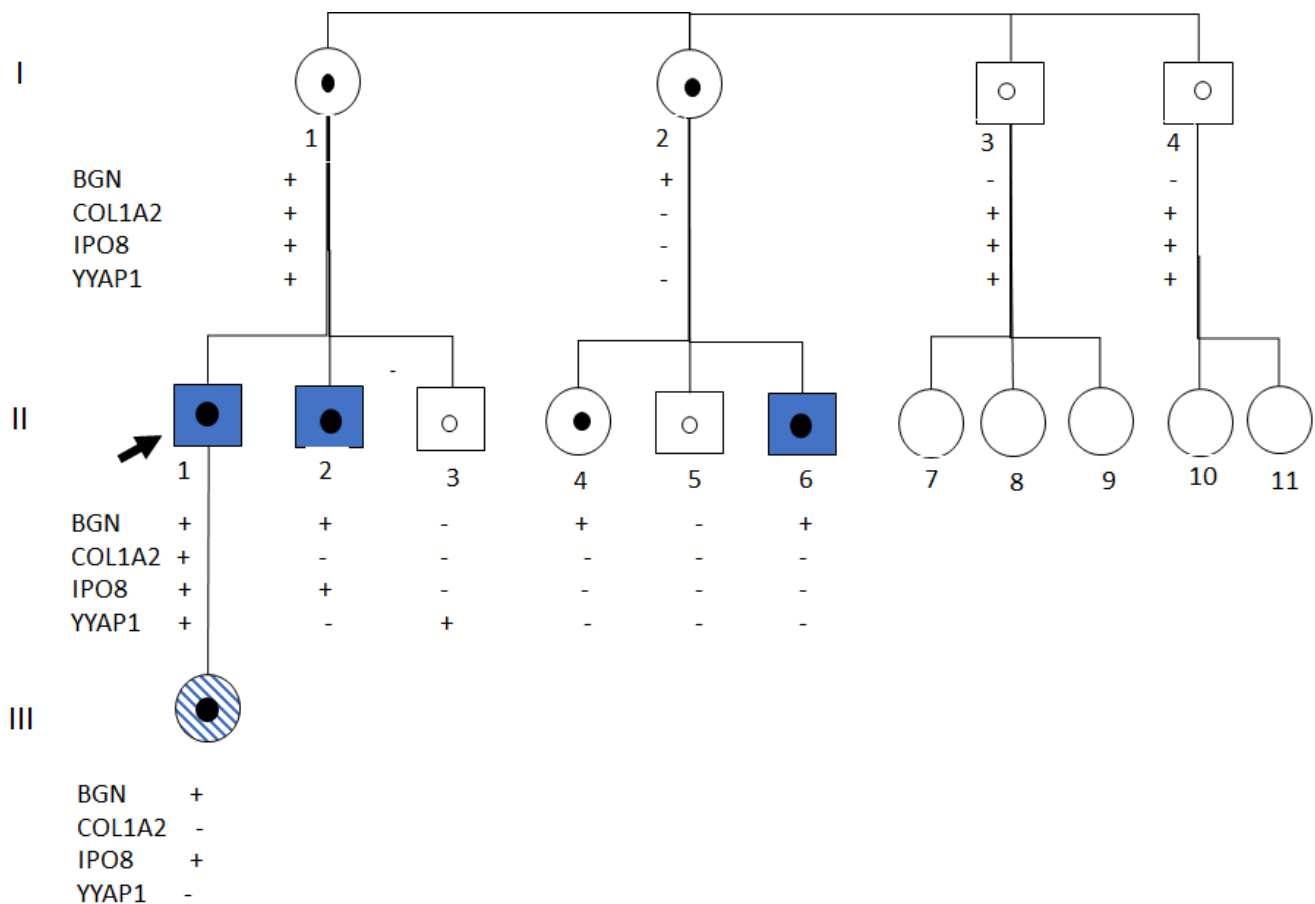 I
1 2 3 4
BGN + + - -
COL1A2 + - + +
IPO8 + - + +
YYAP1 + - + +
-
II
1 2 3 4 5 6 7 8 9 10 11
BGN + + - + - +
COL1A2 + - - - - -
IPO8 + + - - - -
YYAP1 + - + - - -
III
BGN +
COL1A2 -
IPO8 +
YYAP1 -